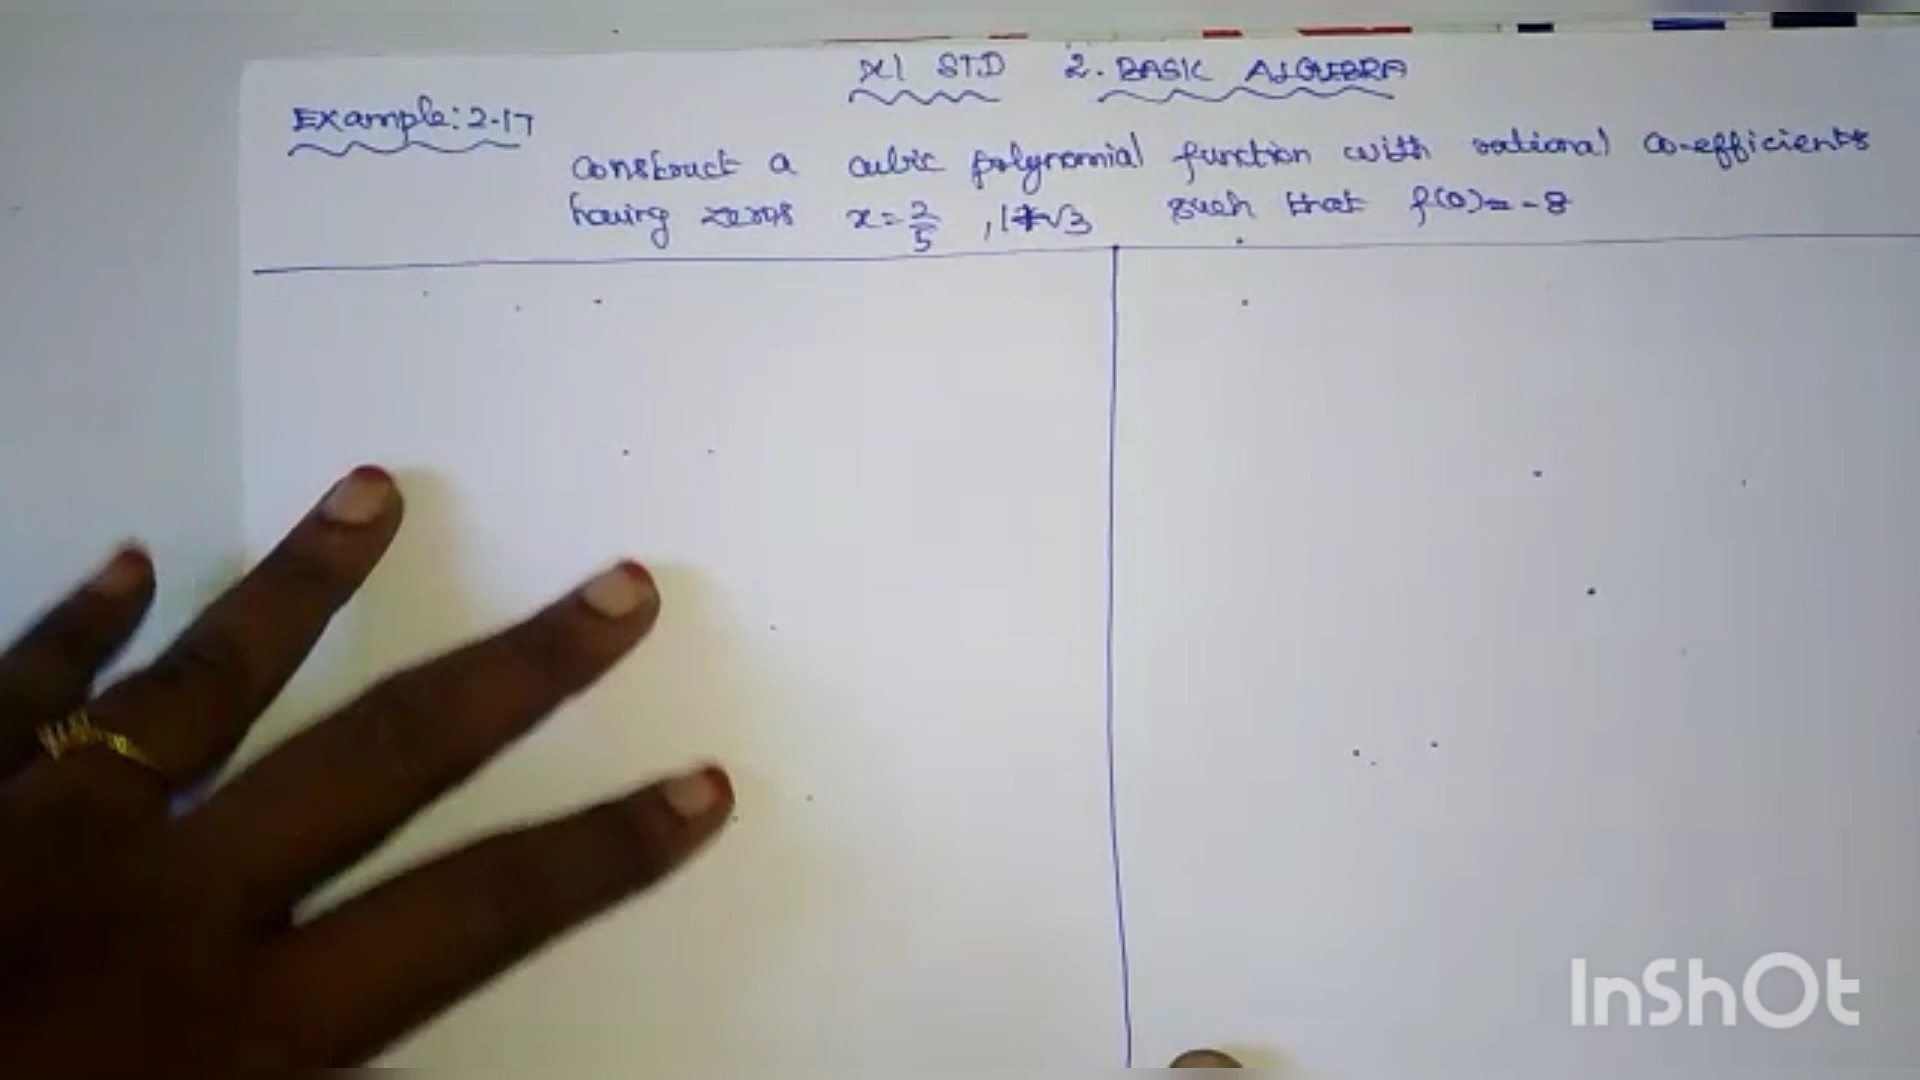 XI STD 2. BASIC ALGEBRA
Example: 2.17
construct a cubic polynomial function with rational co-efficients
having zeros x = 2/5 , 1+√3 such that f(0) = -8
InShOt